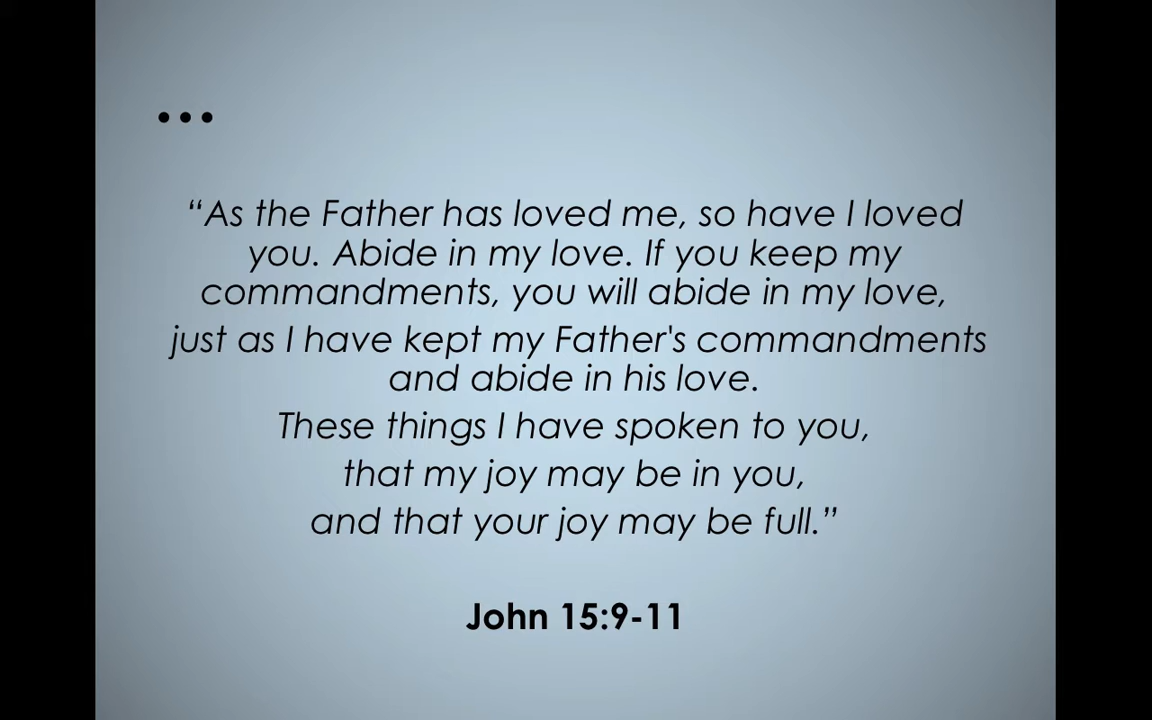 ...
“As the Father has loved me, so have I loved
you. Abide in my love. If you keep my
commandments, you will abide in my love,
just as I have kept my Father's commandments
and abide in his love.
These things I have spoken to you,
that my joy may be in you,
and that your joy may be full.”
John 15:9-11